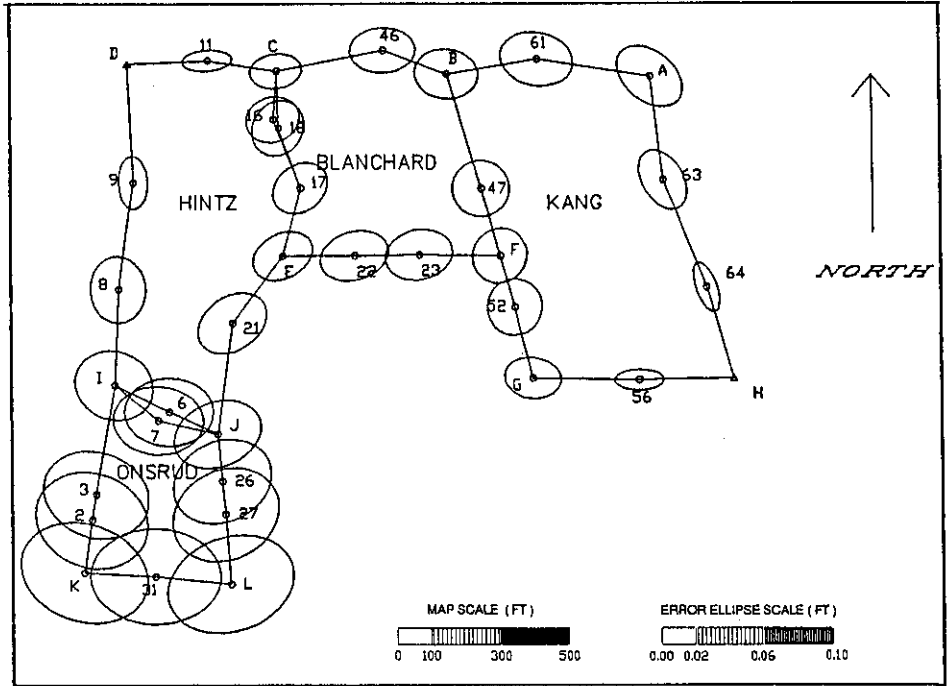 46
61
11
C
D
B
A
16
18
BLANCHARD
63
9
17
47
HINTZ
KANG
E
22
23
F
64
NORTH
8
52
21
I
G
56
H
6
7
J
ONSRUD
3
26
2
27
K
31
L
MAP SCALE (FT)
ERROR ELLIPSE SCALE (FT)
0 100 300 500
0.00 0.02 0.06 0.10